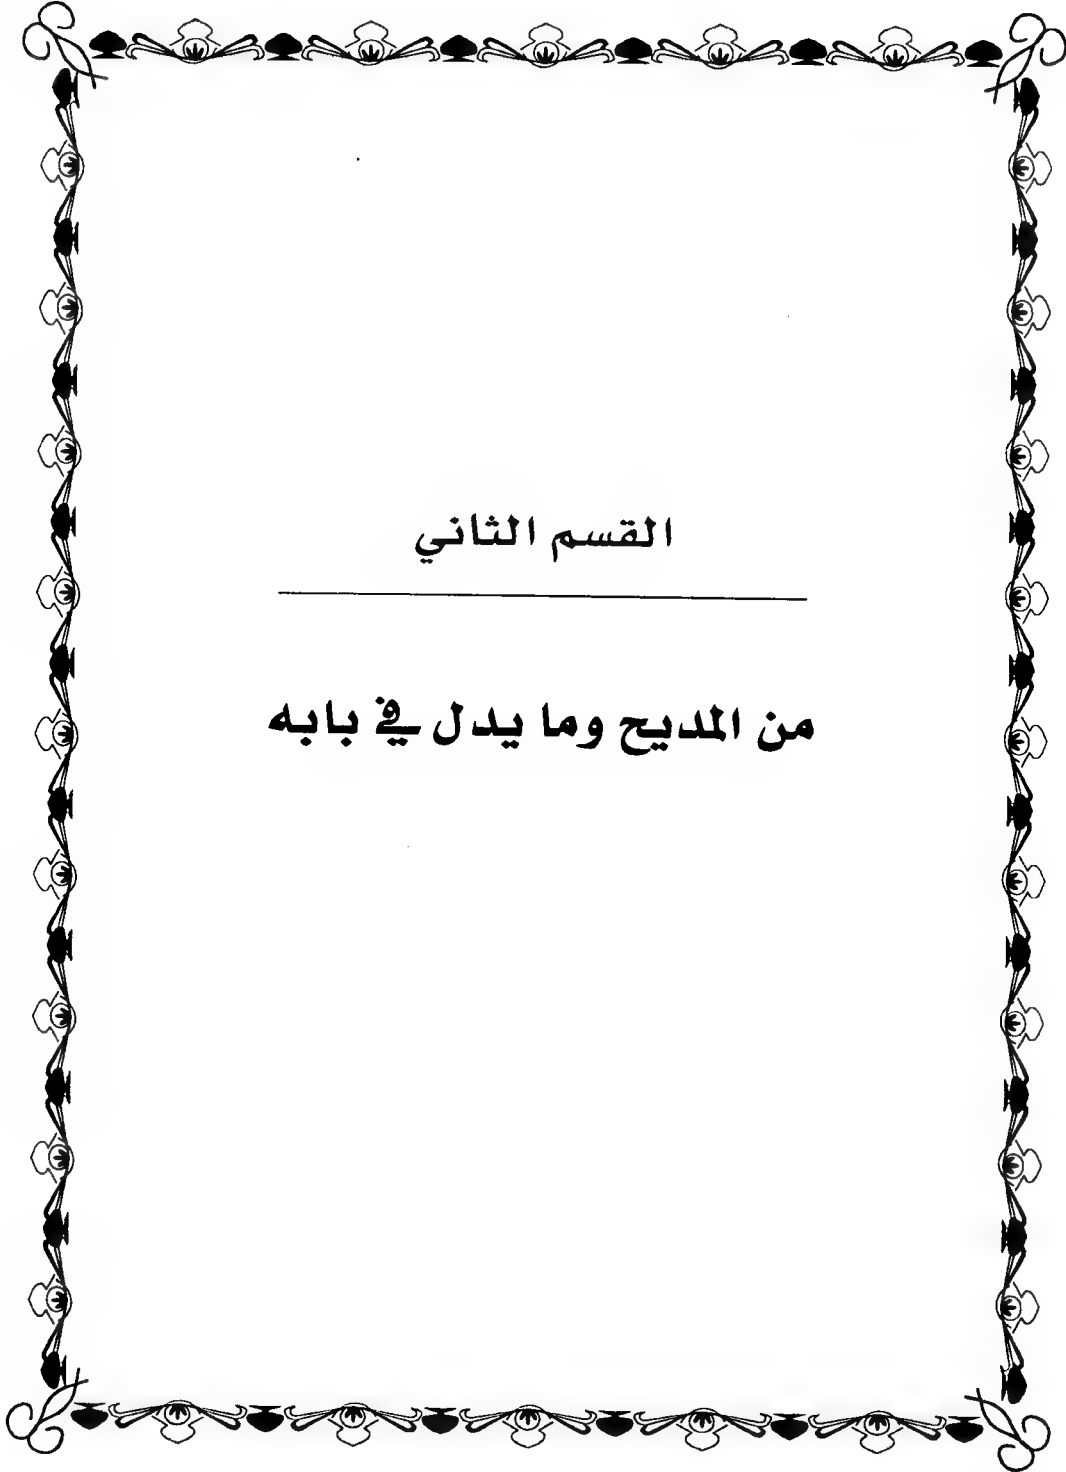 القسم الثاني
من المديح وما يدل في بابه